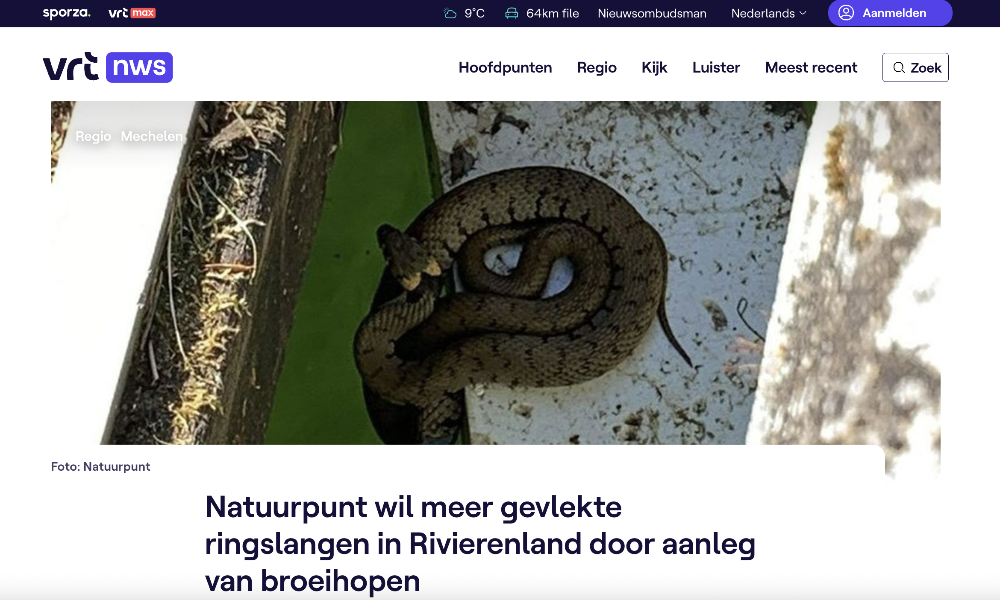 sporza. vrt max 9°C 64km file Nieuwsombudsman Nederlands Aanmelden
vrt nws Hoofdpunten Regio Kijk Luister Meest recent Zoek
Regio Mechelen
Foto: Natuurpunt
Natuurpunt wil meer gevlekte
ringslangen in Rivierenland door aanleg
van broeihopen